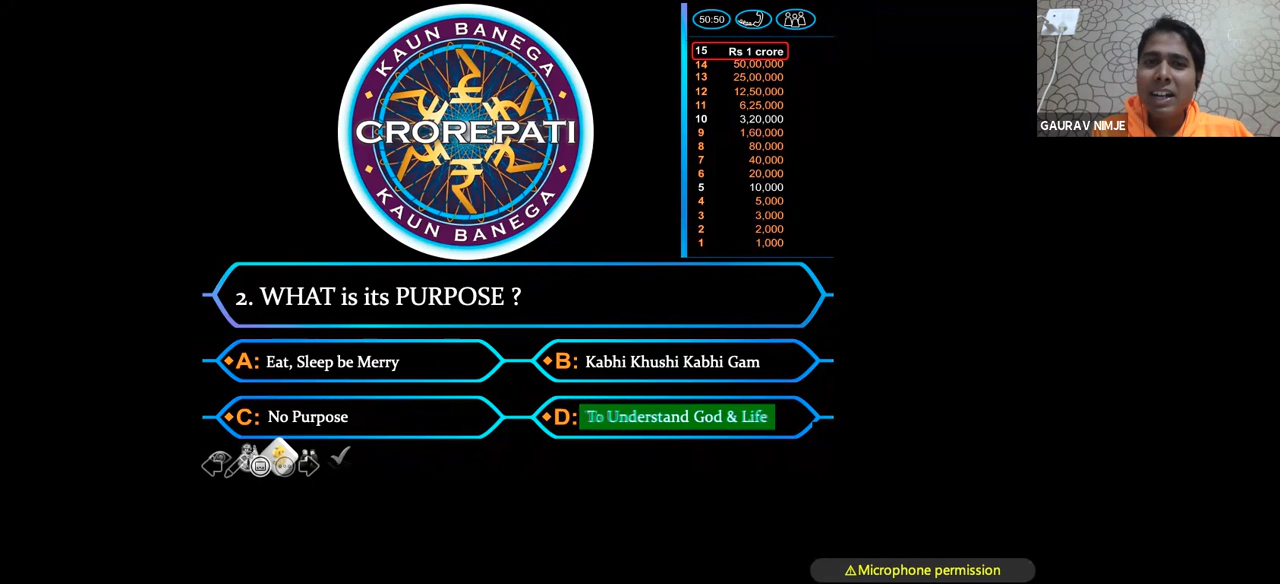 KAUN BANEGA
CROREPATI
KAUN BANEGA
50:50
15 Rs 1 crore
14 50,00,000
13 25,00,000
12 12,50,000
11 6,25,000
10 3,20,000
9 1,60,000
8 80,000
7 40,000
6 20,000
5 10,000
4 5,000
3 3,000
2 2,000
1 1,000
GAURAV NIMJE
2. WHAT is its PURPOSE ?
A: Eat, Sleep be Merry
B: Kabhi Khushi Kabhi Gam
C: No Purpose
D: To Understand God & Life
⚠Microphone permission